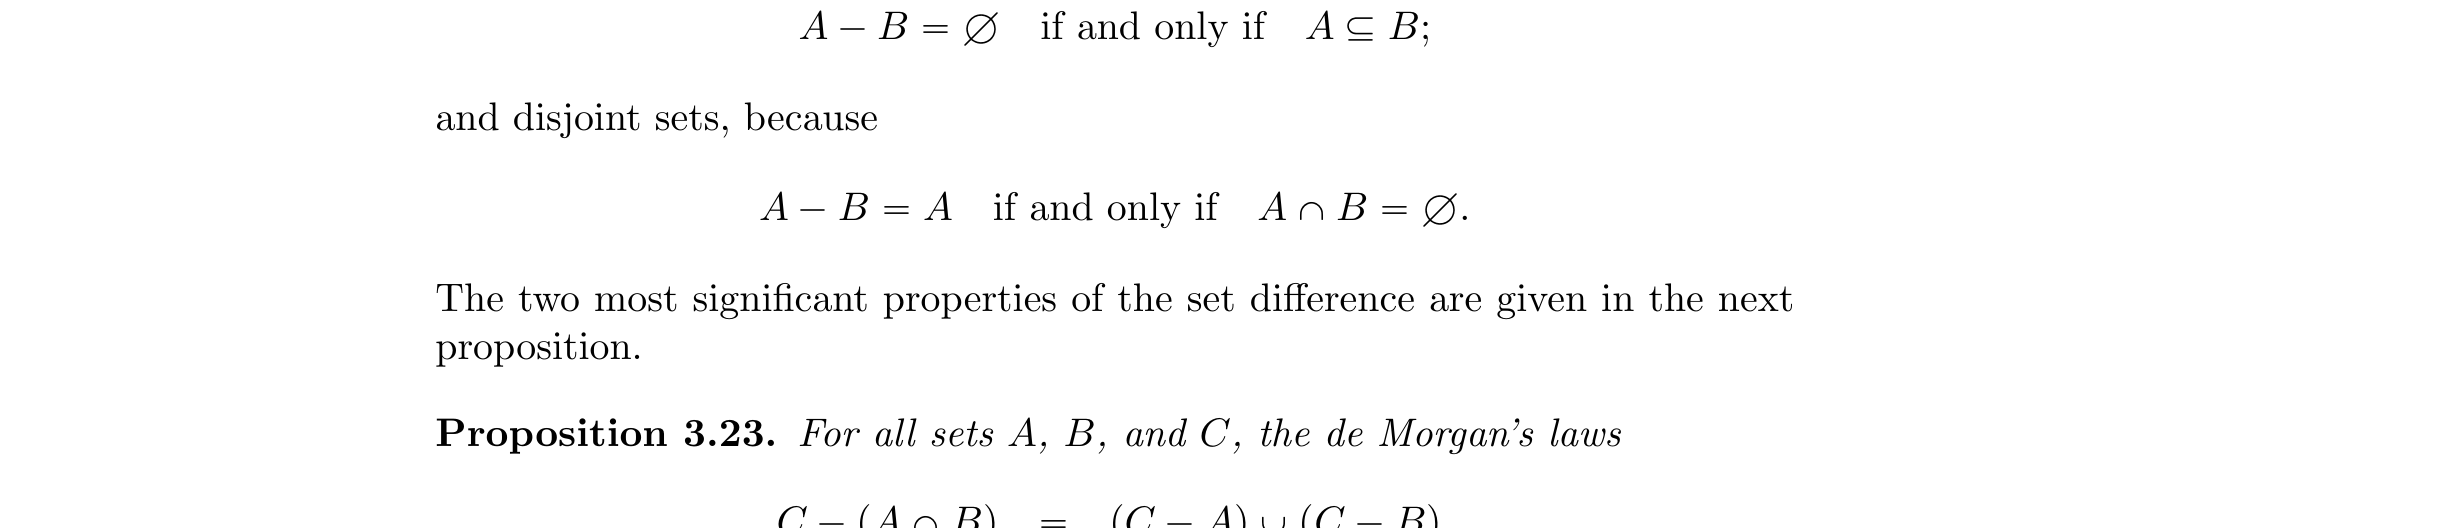 A − B = ∅ if and only if A ⊆ B;
and disjoint sets, because
A − B = A if and only if A ∩ B = ∅.
The two most significant properties of the set difference are given in the next
proposition.
Proposition 3.23. For all sets A, B, and C, the de Morgan's laws
C − (A ∩ B) = (C − A) ∪ (C − B)